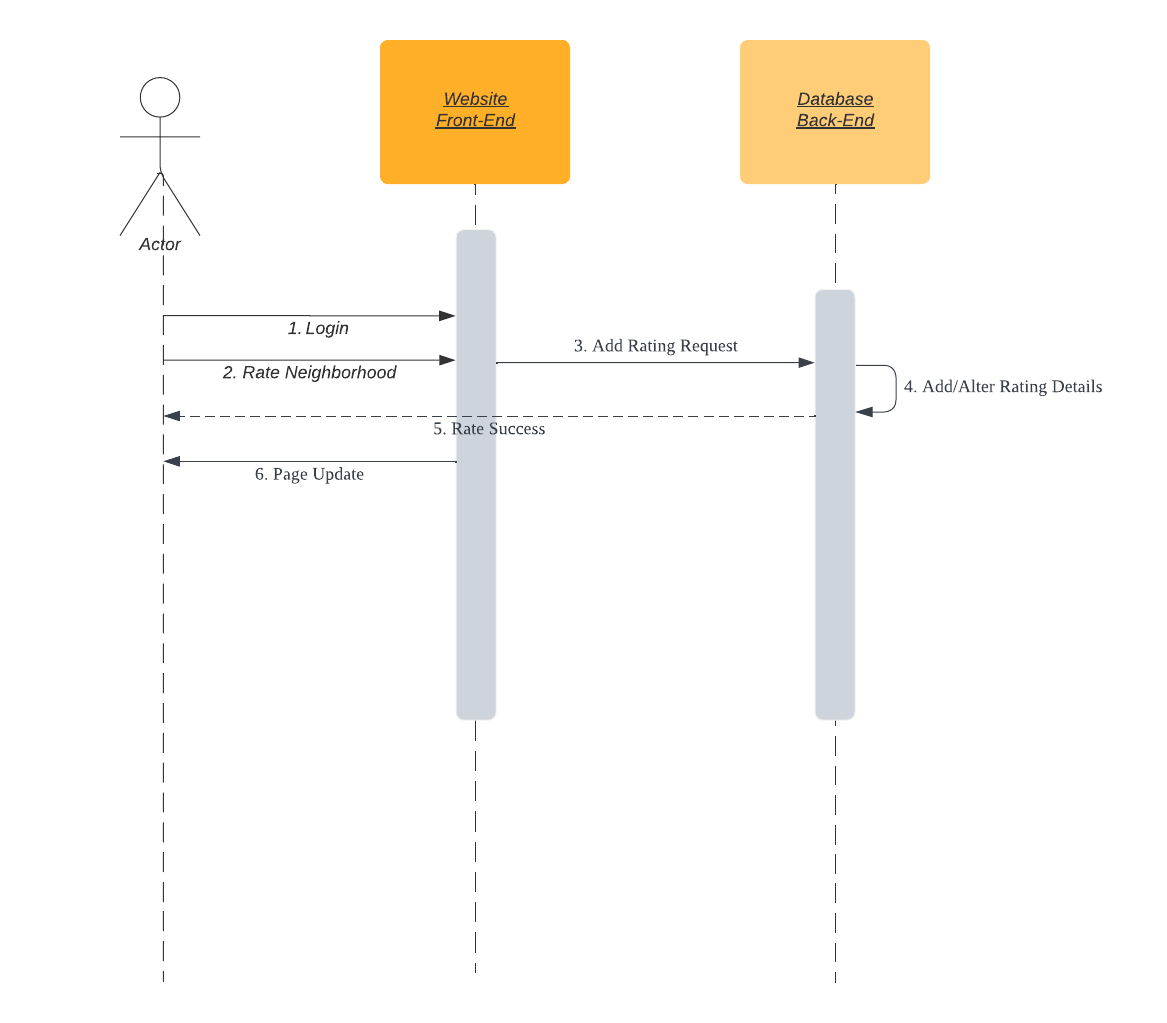 Website
Front-End
Database
Back-End
Actor
1. Login
3. Add Rating Request
2. Rate Neighborhood
4. Add/Alter Rating Details
5. Rate Success
6. Page Update